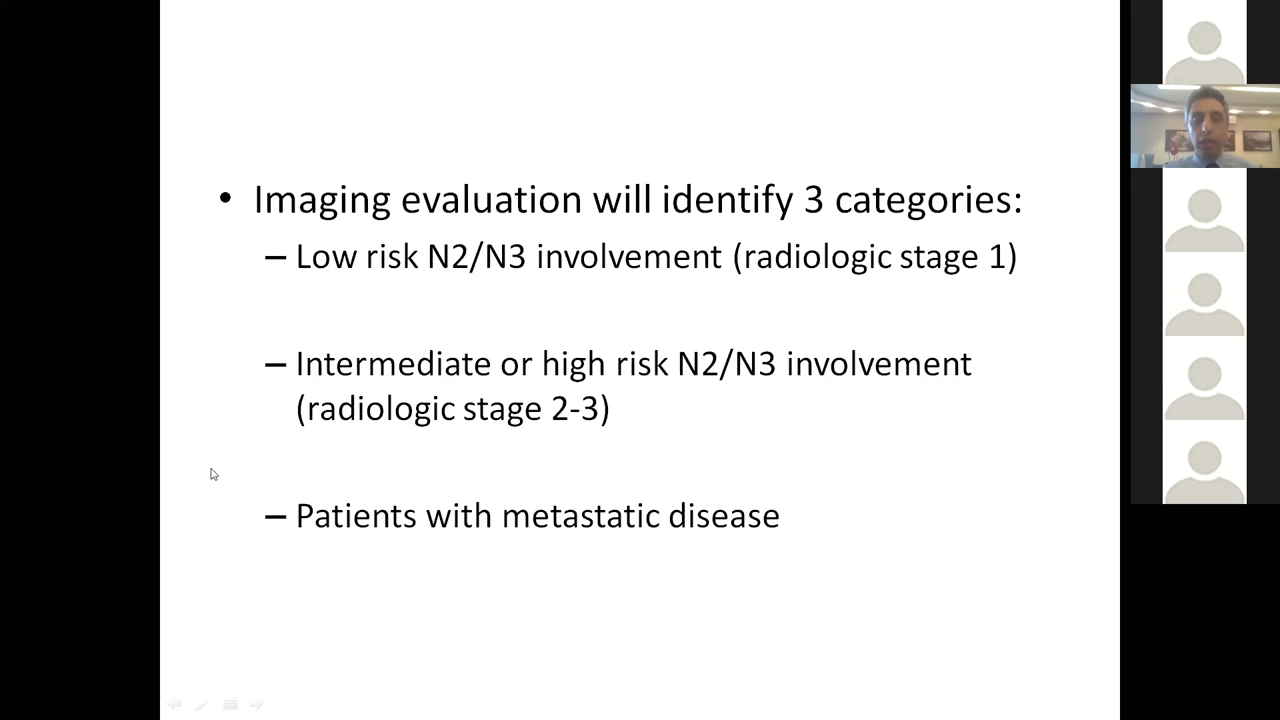 • Imaging evaluation will identify 3 categories:
– Low risk N2/N3 involvement (radiologic stage 1)
– Intermediate or high risk N2/N3 involvement
(radiologic stage 2-3)
– Patients with metastatic disease